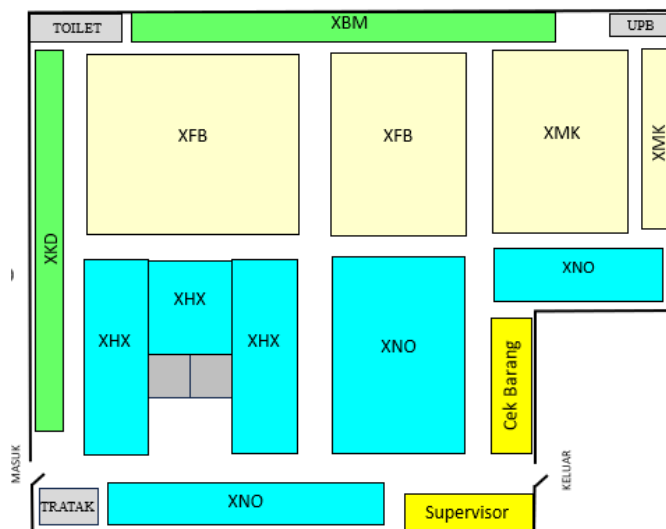 TOILET
XBM
UPB
XFB
XFB
XMK
XMK
XKD
XHX
XHX
XHX
XNO
XNO
Cek Barang
MASUK
KELUAR
TRATAK
XNO
Supervisor